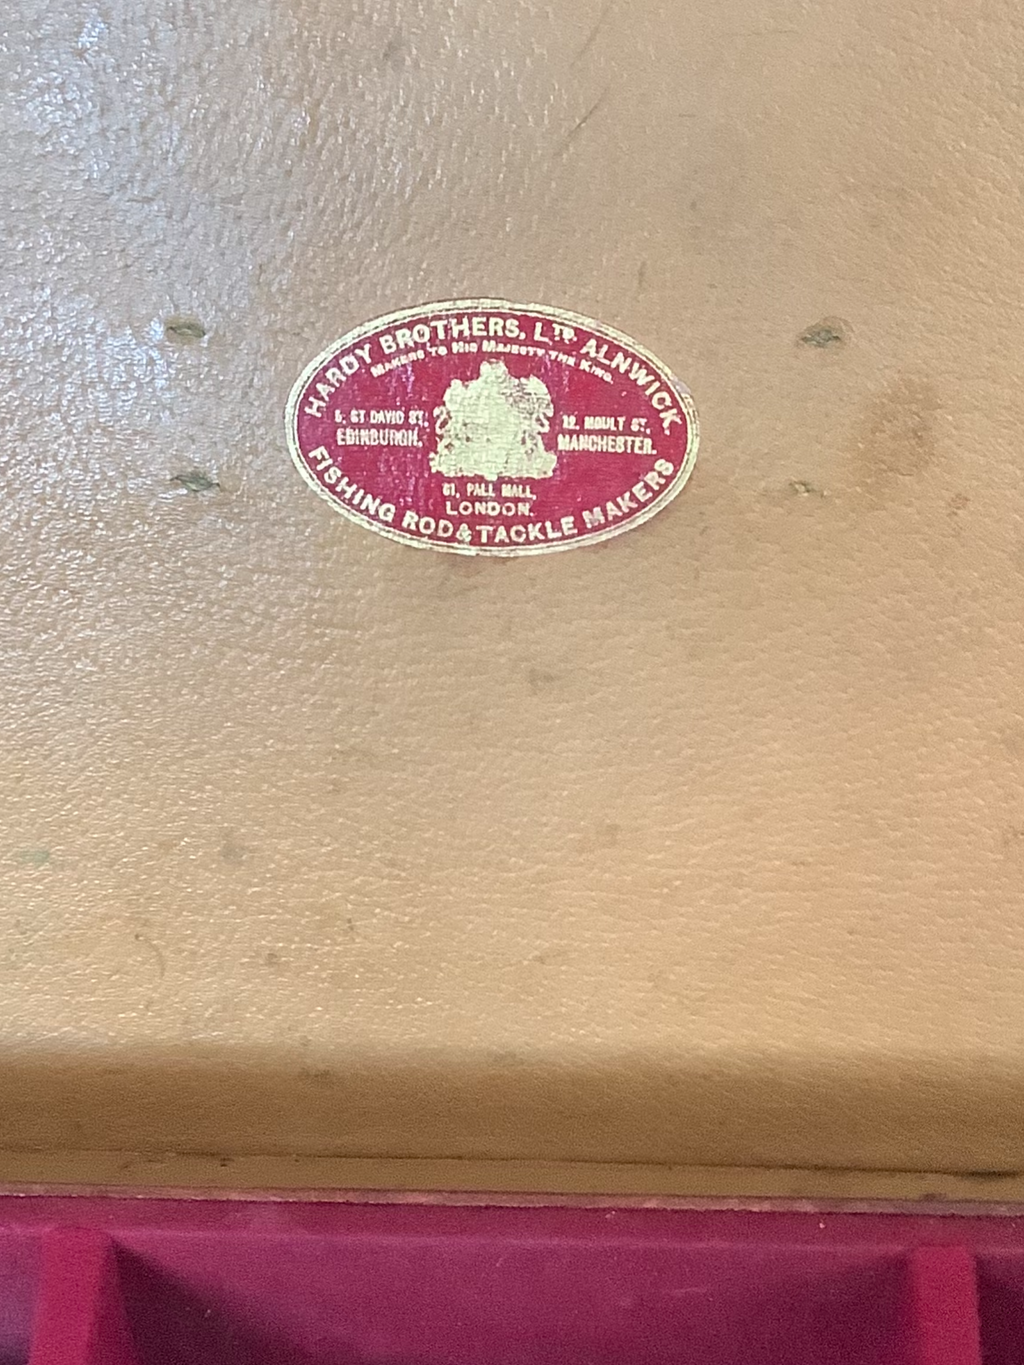 HARDY BROTHERS, LTD ALNWICK.
MAKERS TO HIS MAJESTY THE KING.
5, ST DAVID ST.
EDINBURGH.
12, MOULT ST.
MANCHESTER.
61, PALL MALL,
LONDON.
FISHING ROD & TACKLE MAKERS